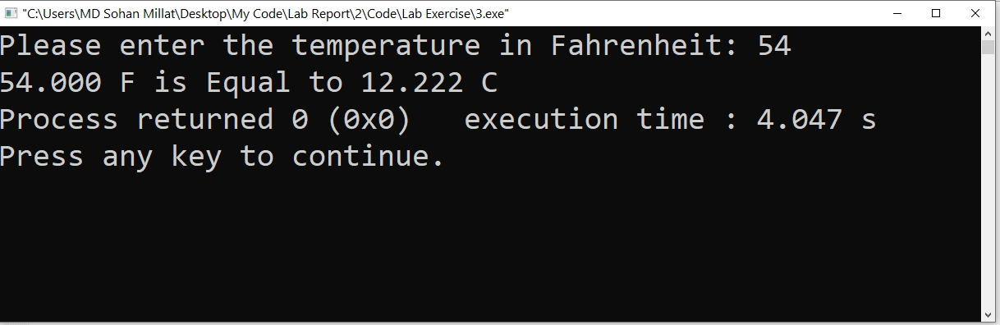 "C:\Users\MD Sohan Millat\Desktop\My Code\Lab Report\2\Code\Lab Exercise\3.exe"
Please enter the temperature in Fahrenheit: 54
54.000 F is Equal to 12.222 C
Process returned 0 (0x0)   execution time : 4.047 s
Press any key to continue.